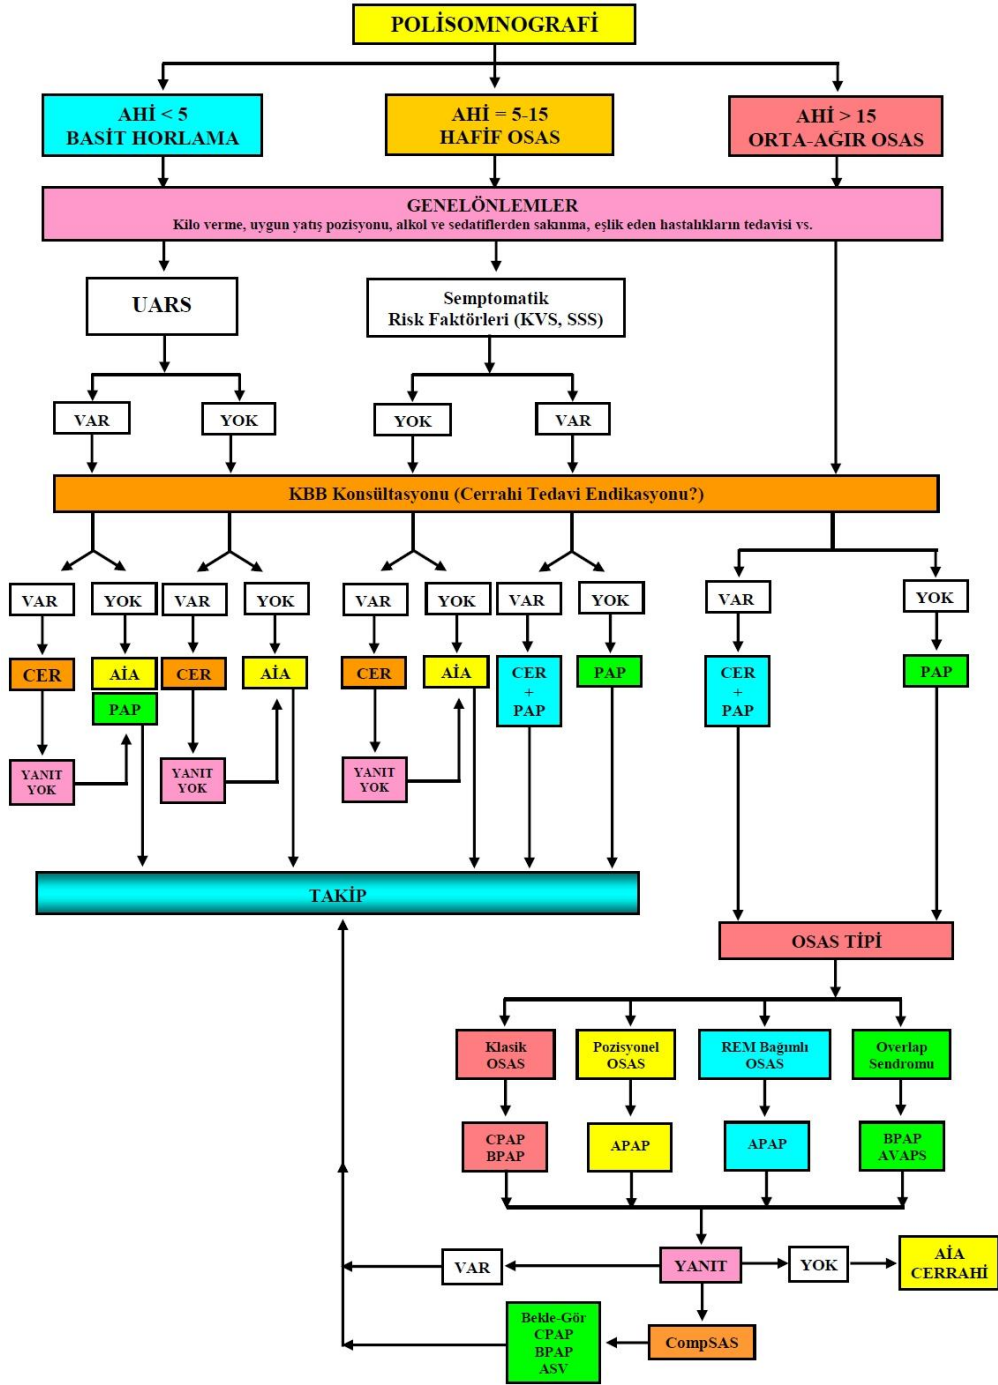 POLİSOMNOGRAFİ
AHİ < 5
BASİT HORLAMA
AHİ = 5-15
HAFİF OSAS
AHİ > 15
ORTA-AĞIR OSAS
GENELÖNLEMLER
Kilo verme, uygun yatış pozisyonu, alkol ve sedatiflerden sakınma, eşlik eden hastalıkların tedavisi vs.
UARS
Semptomatik
Risk Faktörleri (KVS, SSS)
VAR
YOK
YOK
VAR
KBB Konsültasyonu (Cerrahi Tedavi Endikasyonu?)
VAR
YOK
VAR
YOK
VAR
YOK
VAR
YOK
VAR
YOK
CER
AİA
PAP
CER
AİA
CER
AİA
CER
+
PAP
PAP
CER
+
PAP
PAP
YANIT
YOK
YANIT
YOK
YANIT
YOK
TAKİP
OSAS TİPİ
Klasik
OSAS
Pozisyonel
OSAS
REM Bağımlı
OSAS
Overlap
Sendromu
CPAP
BPAP
APAP
APAP
BPAP
AVAPS
VAR
YANIT
YOK
AİA
CERRAHİ
Bekle-Gör
CPAP
BPAP
ASV
CompSAS